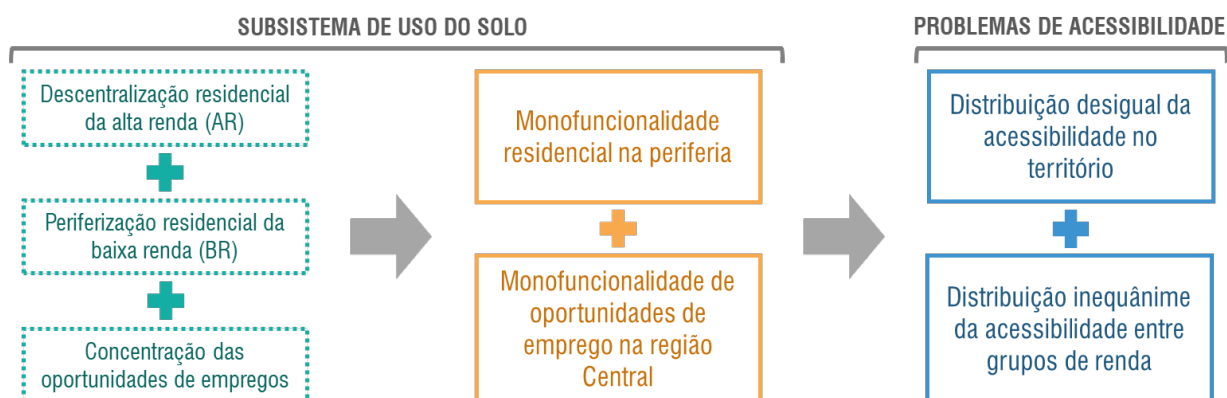 SUBSISTEMA DE USO DO SOLO
Descentralização residencial
da alta renda (AR)
Periferização residencial da
baixa renda (BR)
Concentração das
oportunidades de empregos
Monofuncionalidade
residencial na periferia
Monofuncionalidade de
oportunidades de
emprego na região
Central
PROBLEMAS DE ACESSIBILIDADE
Distribuição desigual da
acessibilidade no
território
Distribuição inequânime
da acessibilidade entre
grupos de renda